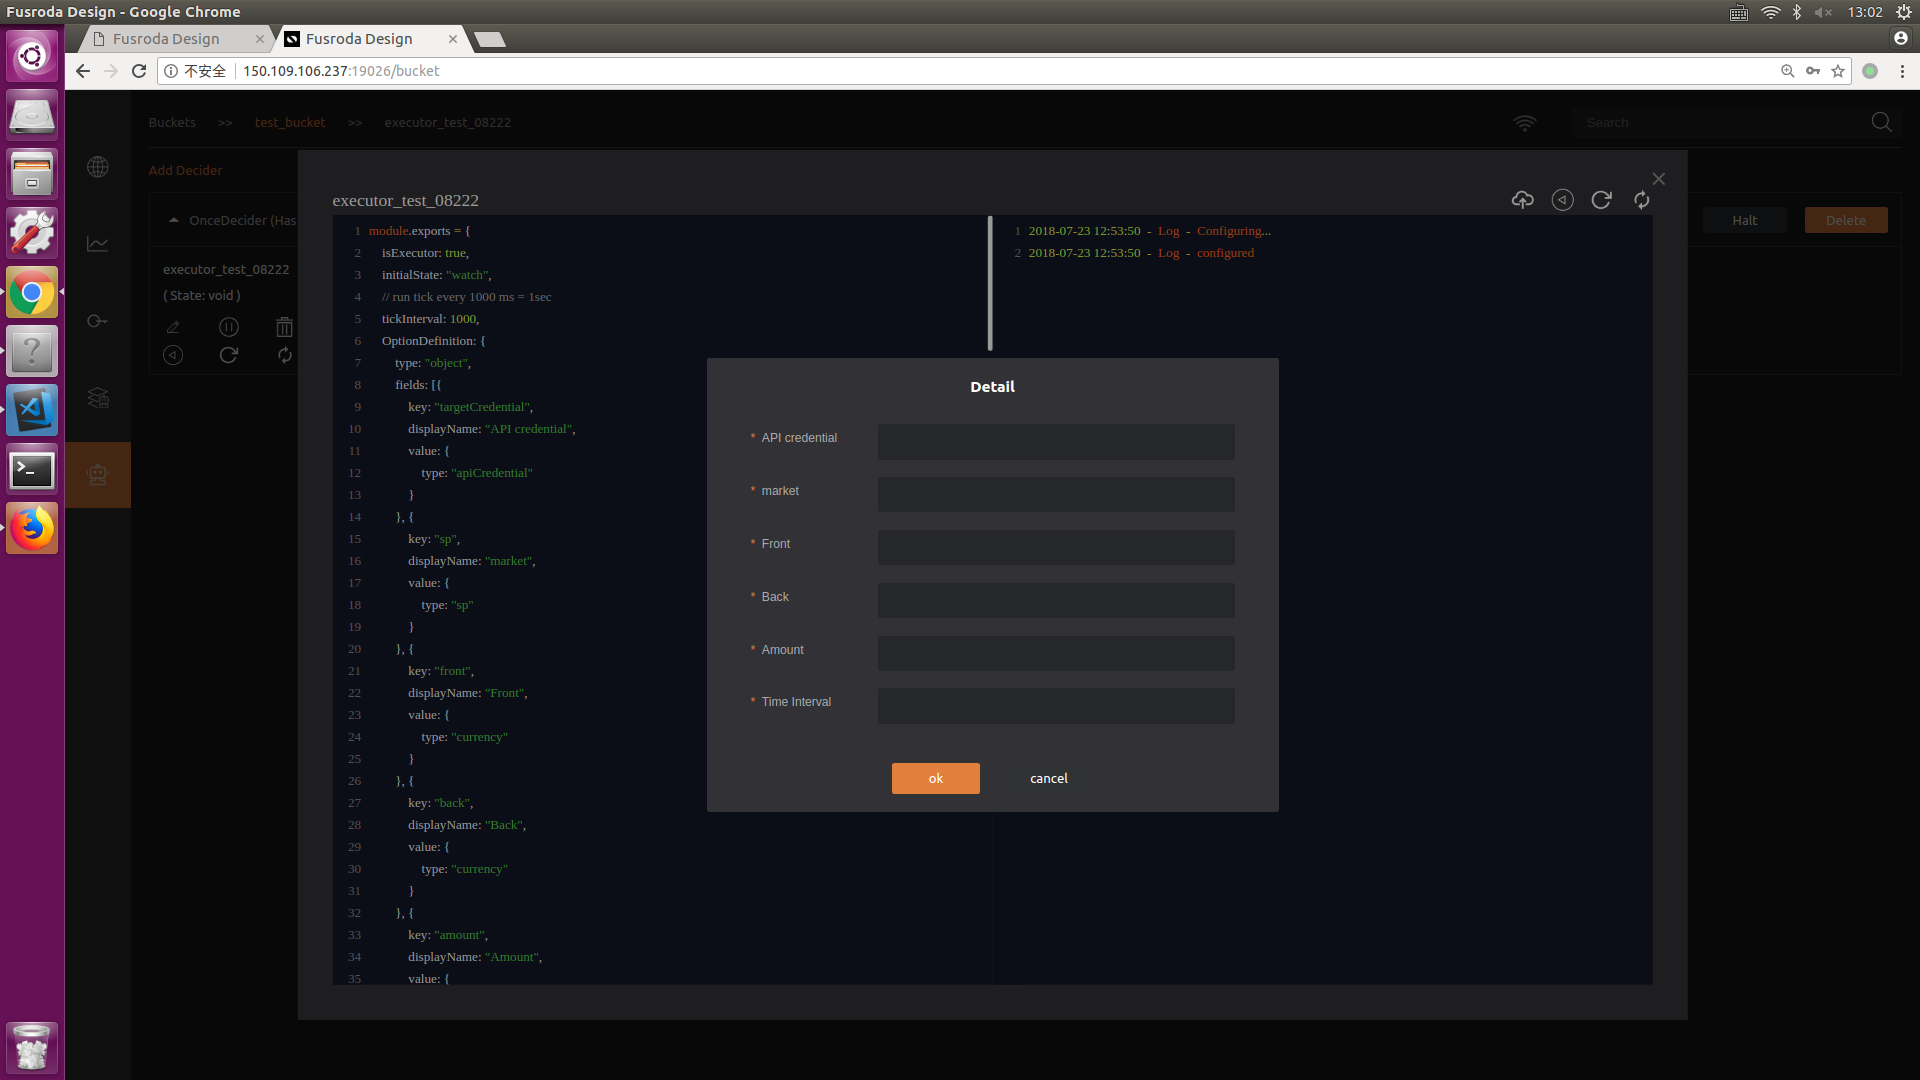 Fusroda Design - Google Chrome
13:02
Fusroda Design
Fusroda Design
不安全
150.109.106.237:19026/bucket
Buckets >> test_bucket >> executor_test_08222
Search
Add Decider
OnceDecider (Has
Halt
Delete
executor_test_08222
( State: void )
executor_test_08222
1 module.exports = {
2 isExecutor: true,
3 initialState: "watch",
4 // run tick every 1000 ms = 1sec
5 tickInterval: 1000,
6 OptionDefinition: {
7 type: "object",
8 fields: [{
9 key: "targetCredential",
10 displayName: "API credential",
11 value: {
12 type: "apiCredential"
13 }
14 }, {
15 key: "sp",
16 displayName: "market",
17 value: {
18 type: "sp"
19 }
20 }, {
21 key: "front",
22 displayName: "Front",
23 value: {
24 type: "currency"
25 }
26 }, {
27 key: "back",
28 displayName: "Back",
29 value: {
30 type: "currency"
31 }
32 }, {
33 key: "amount",
34 displayName: "Amount",
35 value: {
1 2018-07-23 12:53:50 - Log - Configuring...
2 2018-07-23 12:53:50 - Log - configured
Detail
* API credential
* market
* Front
* Back
* Amount
* Time Interval
ok
cancel